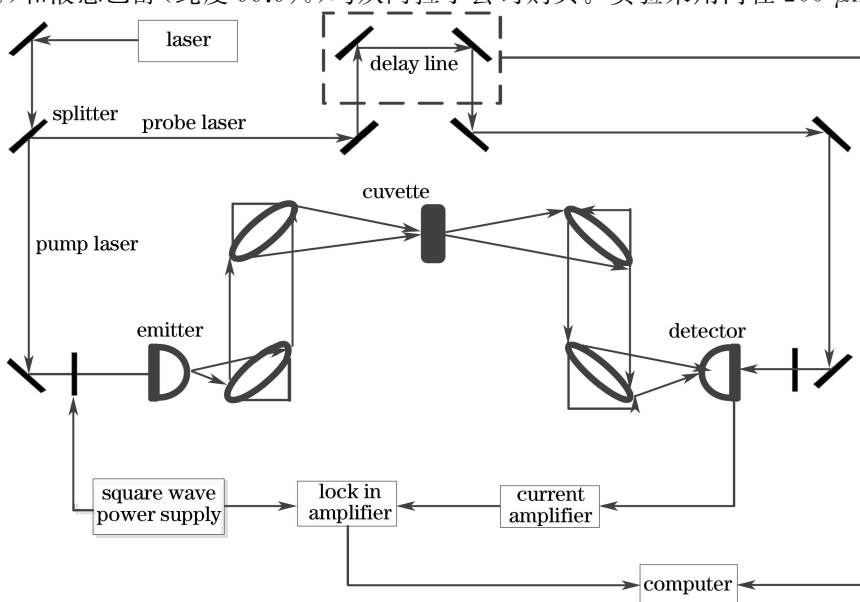 laser
delay line
splitter
probe laser
cuvette
pump laser
emitter
detector
square wave
power supply
lock in
amplifier
current
amplifier
computer